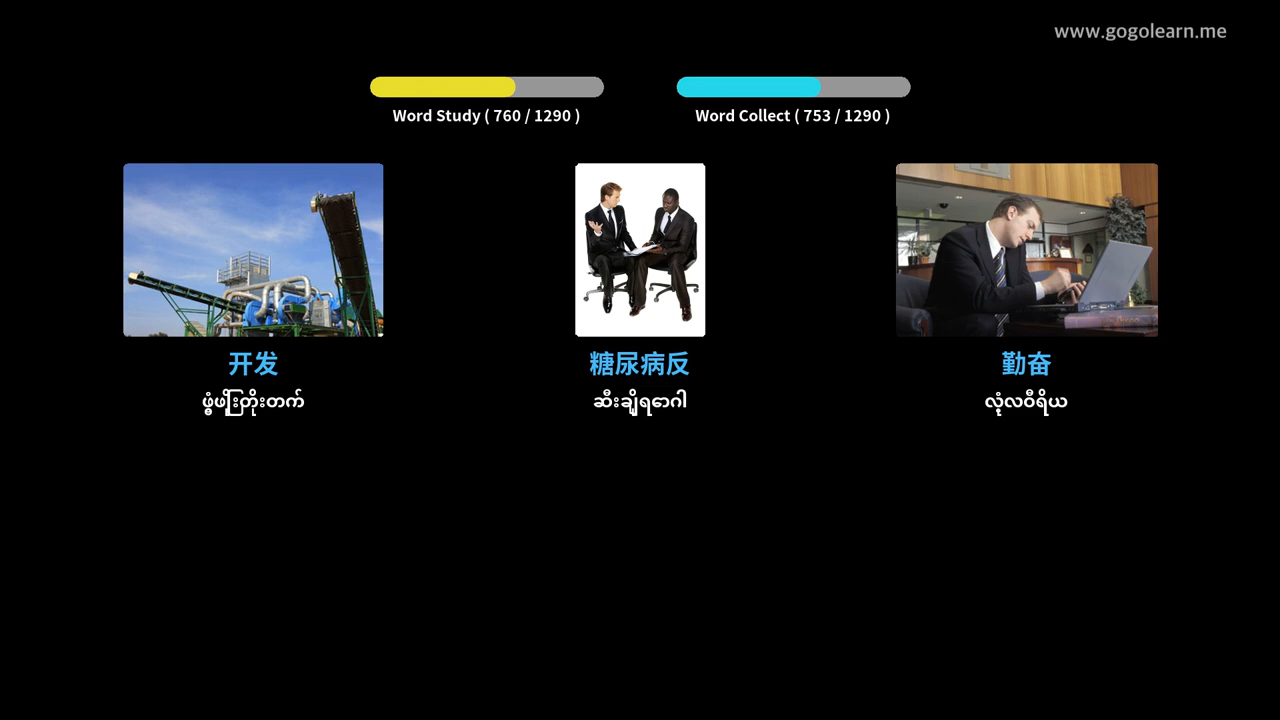 www.gogolearn.me
Word Study ( 760 / 1290 )
Word Collect ( 753 / 1290 )
开发
糖尿病反
勤奋
ဖွံ့ဖြိုးတိုးတက်
ဆီးချိုရောဂါ
လုံ့လဝီရိယ